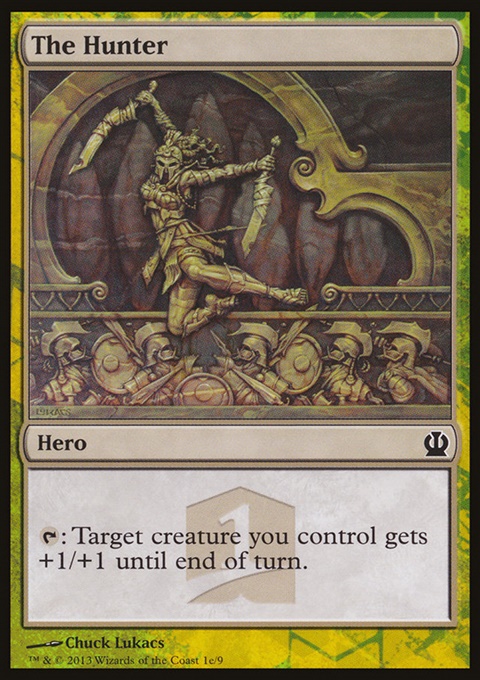 The Hunter
LUKACS
Hero
1
: Target creature you control gets
+1/+1 until end of turn.
Chuck Lukacs
™ & © 2013 Wizards of the Coast 1e/9